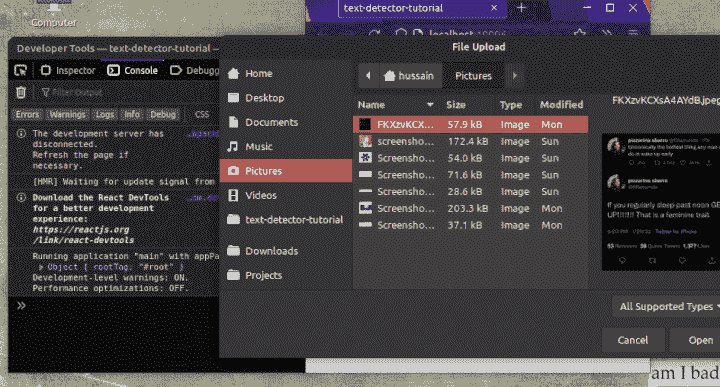 Computer
text-detector-tutorial
localhost
Developer Tools — text-detector-tutorial —
Inspector
Console
Debugg
Filter Output
Errors
Warnings
Logs
Info
Debug
CSS
The development server has
disconnected.
Refresh the page if
necessary.
[HMR] Waiting for update signal from
Download the React DevTools
for a better development
experience:
https://reactjs.org
/link/react-devtools
Running application "main" with appPa
Object { rootTag: "#root" }
Development-level warnings: ON.
Performance optimizations: OFF.
File Upload
Home
Desktop
Documents
Music
Pictures
Videos
text-detector-tutorial
Downloads
Projects
hussain
Pictures
Name Size Type Modified
FKXzvKCX... 57.9 kB Image Mon
screensho... 172.4 kB Image Sun
Screensho... 54.0 kB Image Sun
Screensho... 71.6 kB Image Sun
Screensho... 28.6 kB Image Sun
Screensho... 203.3 kB Image Mon
Screensho... 37.1 kB Image Mon
FKXzvKCXsA4AYdB.jpeg
pizzarina sbarro
pizzarina sbarro
If you regularly sleep past noon GE
UP!!!!!!! That is a feminine trait
All Supported Types
Cancel
Open
am I bad